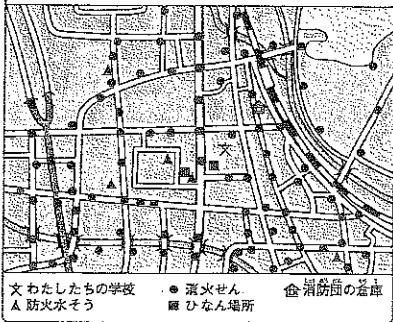 文 わたしたちの学校 ● 消火せん 消防団の倉庫
▲ 防火水そう ▦ ひなん場所